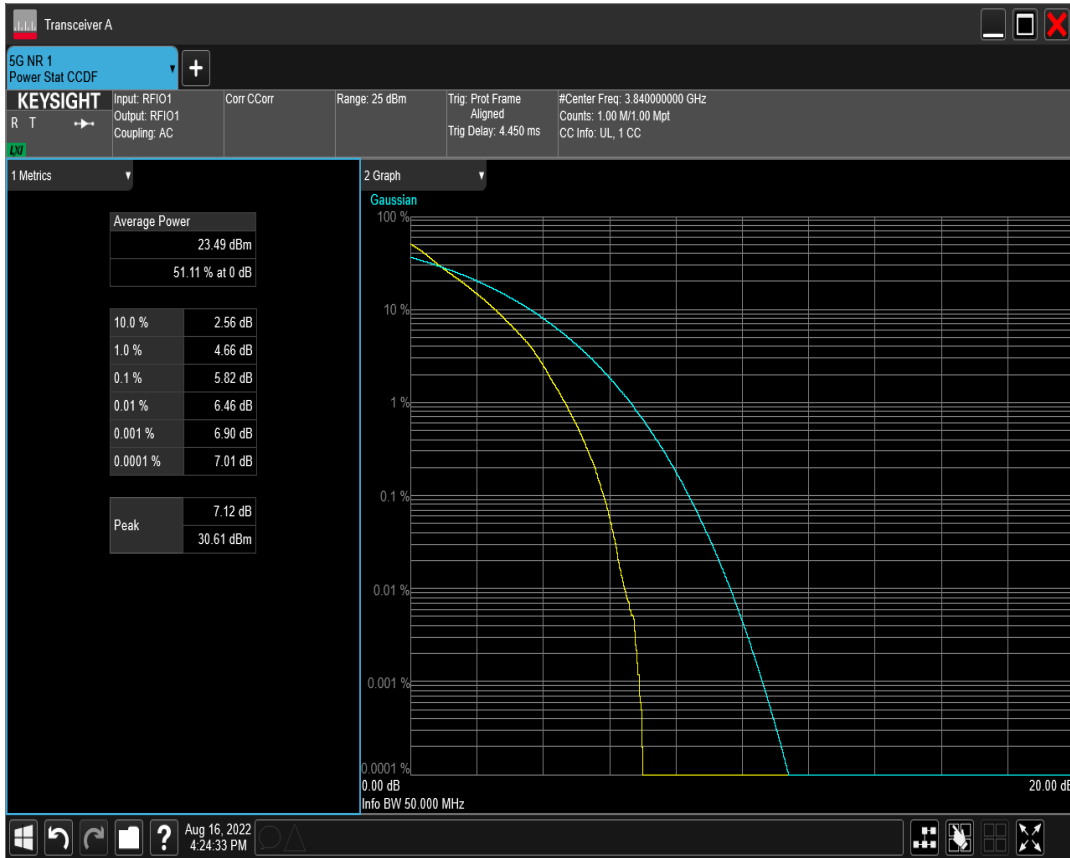 Transceiver A
5G NR 1
Power Stat CCDF
+
KEYSIGHT
R T
LXI
Input: RFIO1
Output: RFIO1
Coupling: AC
Corr CCorr
Range: 25 dBm
Trig: Prot Frame
Aligned
Trig Delay: 4.450 ms
#Center Freq: 3.840000000 GHz
Counts: 1.00 M/1.00 Mpt
CC Info: UL, 1 CC
1 Metrics
Average Power
23.49 dBm
51.11 % at 0 dB
10.0 % 2.56 dB
1.0 % 4.66 dB
0.1 % 5.82 dB
0.01 % 6.46 dB
0.001 % 6.90 dB
0.0001 % 7.01 dB
Peak 7.12 dB
30.61 dBm
2 Graph
Gaussian
100 %
10 %
1 %
0.1 %
0.01 %
0.001 %
0.0001 %
0.00 dB 20.00 dB
Info BW 50.000 MHz
? Aug 16, 2022
4:24:33 PM